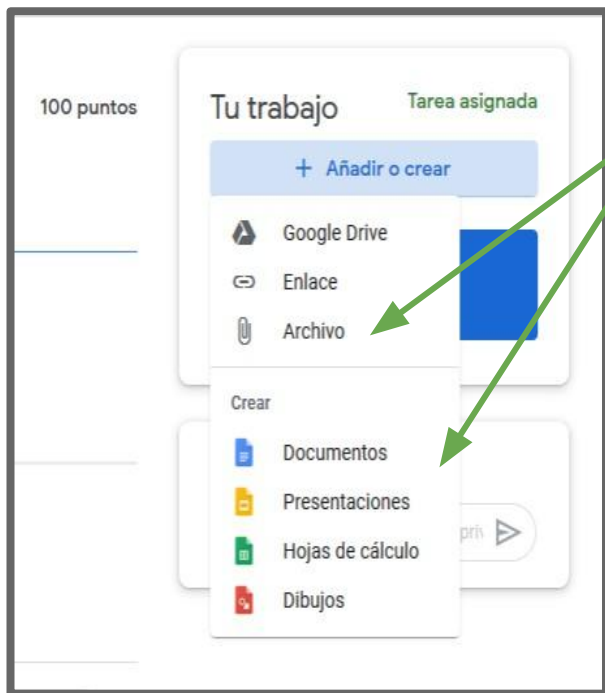 100 puntos
Tu trabajo
Tarea asignada
+ Añadir o crear
Google Drive
Enlace
Archivo
Crear
Documentos
Presentaciones
Hojas de cálculo
Dibujos